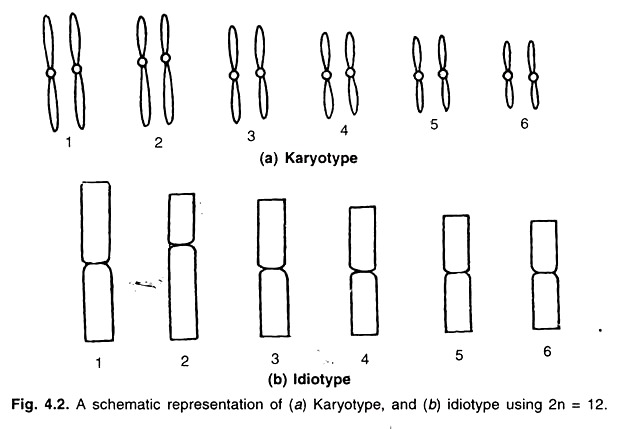 1 2 3 4 5 6
(a) Karyotype
1 2 3 4 5 6
(b) Idiotype
Fig. 4.2. A schematic representation of (a) Karyotype, and (b) idiotype using 2n = 12.